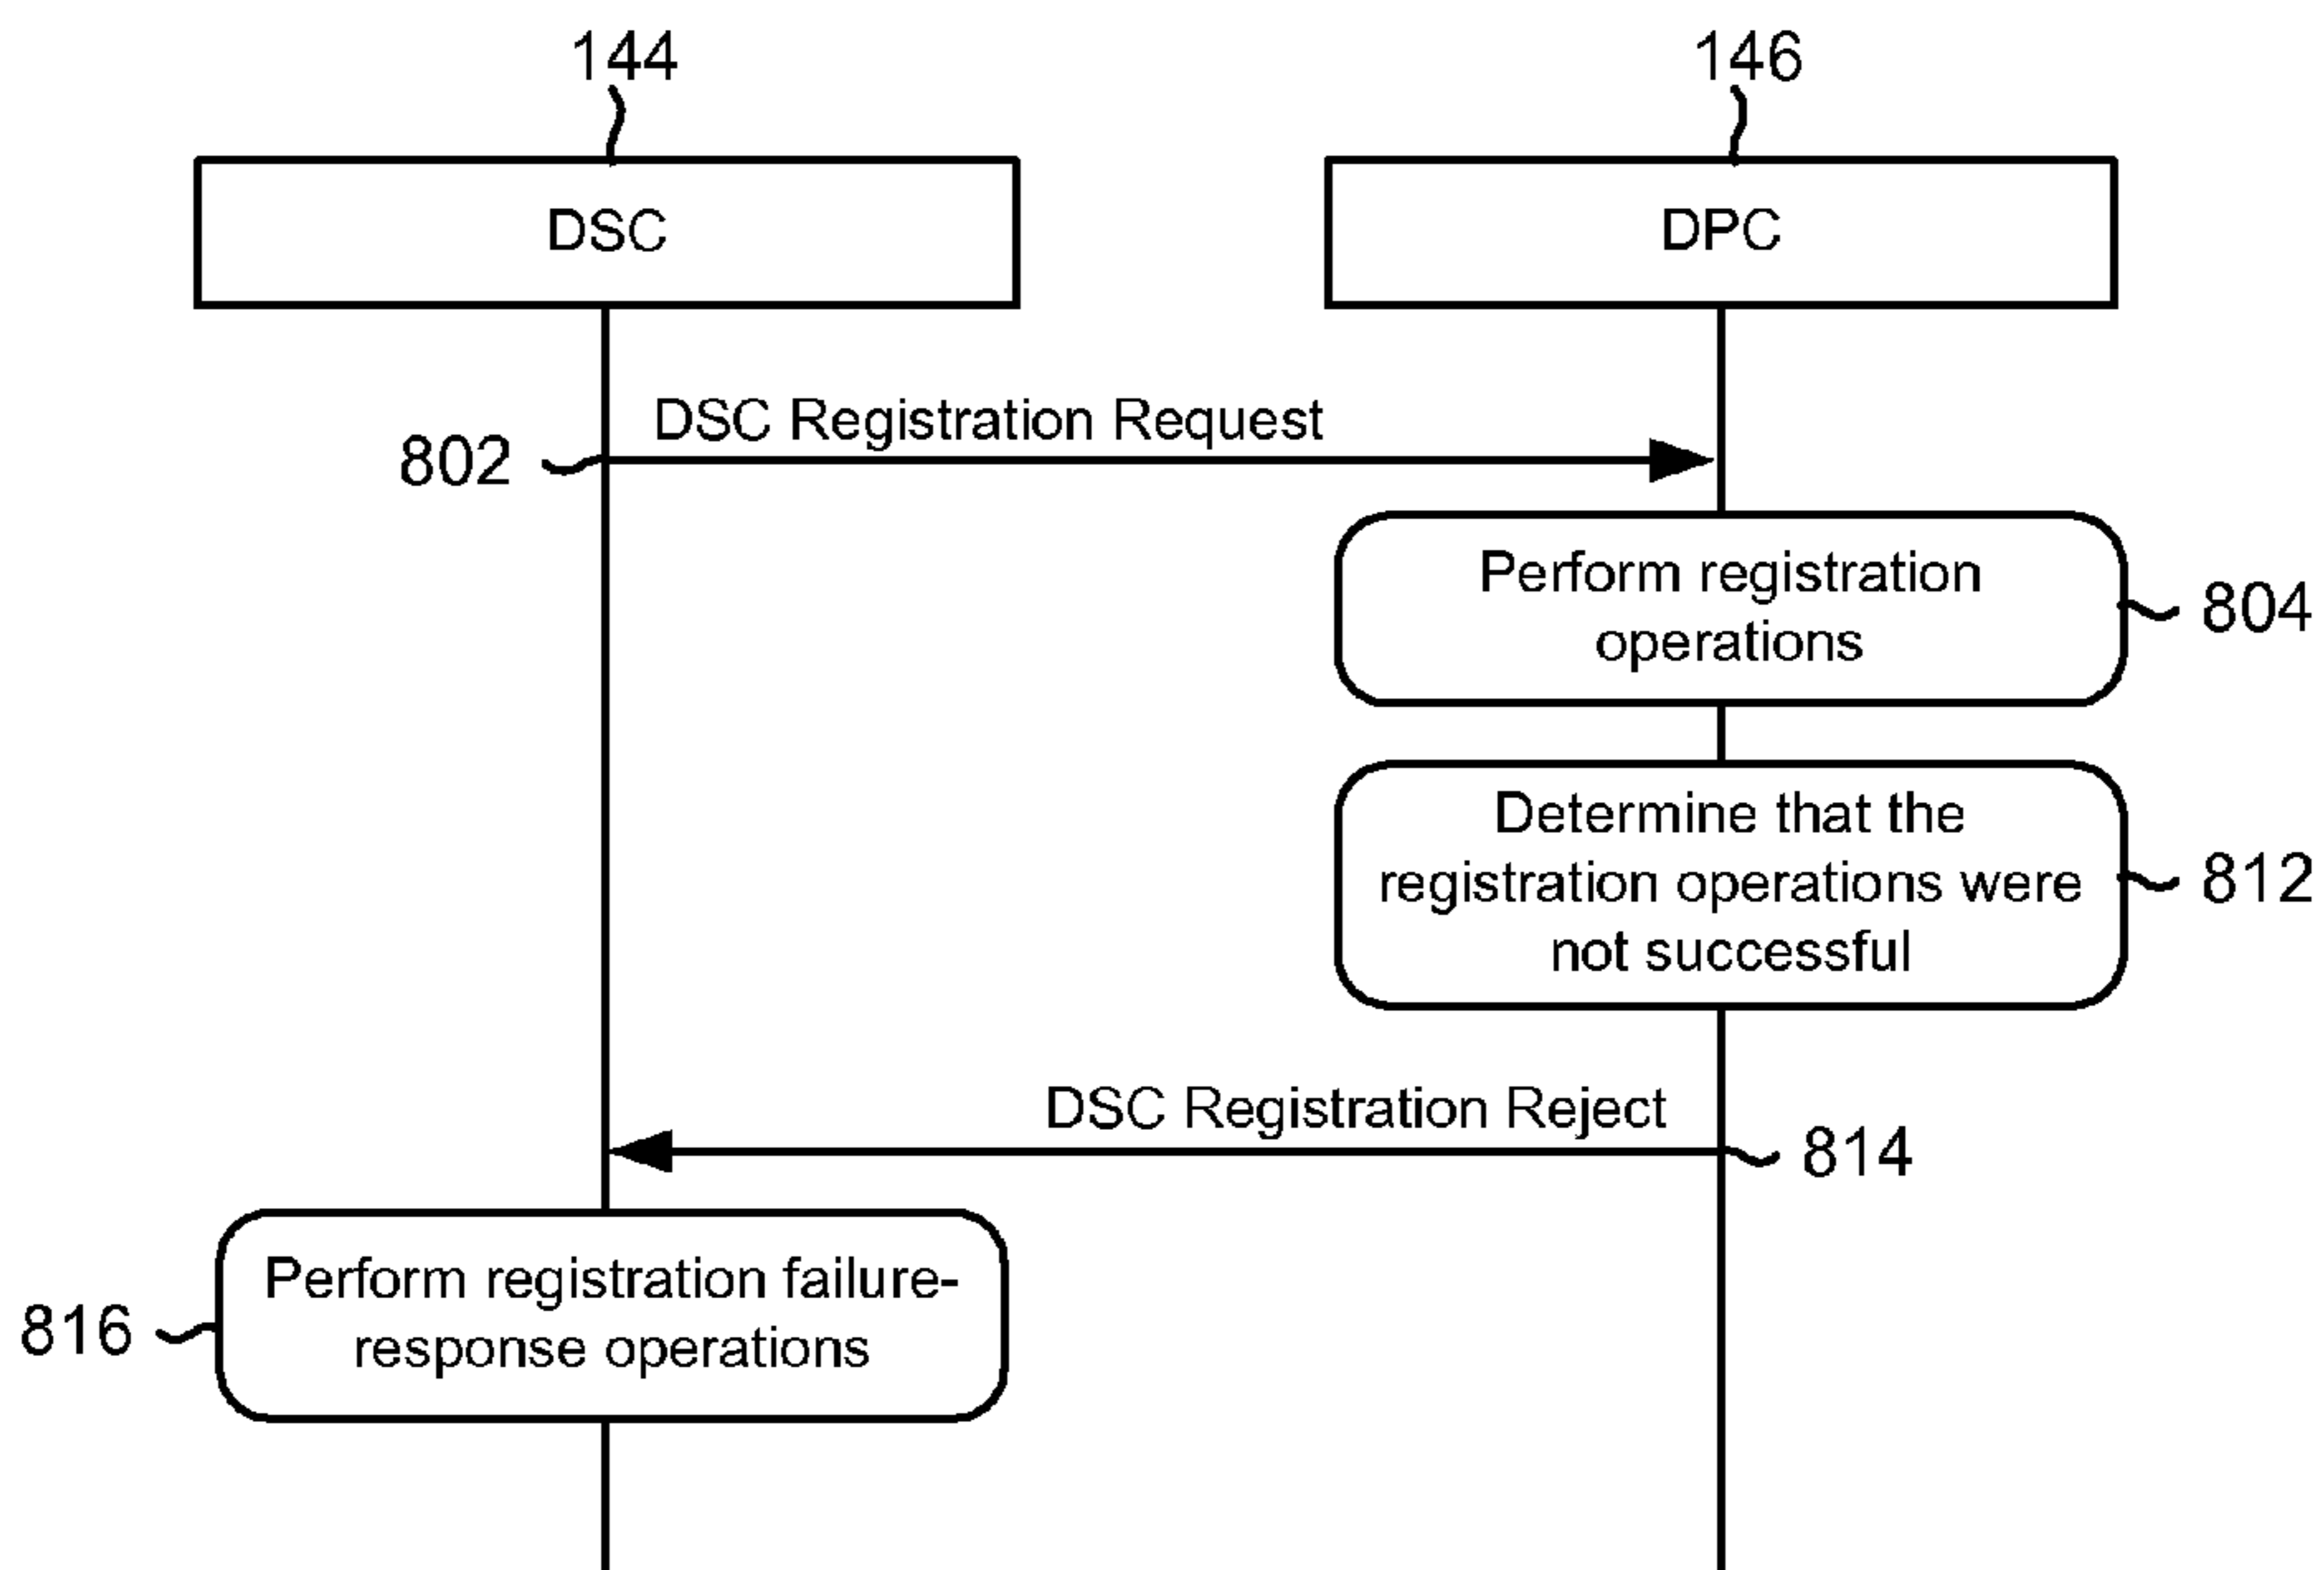 144
146
DSC
DPC
DSC Registration Request
802
Perform registration
operations
804
Determine that the
registration operations were
not successful
812
DSC Registration Reject
814
Perform registration failure-
response operations
816